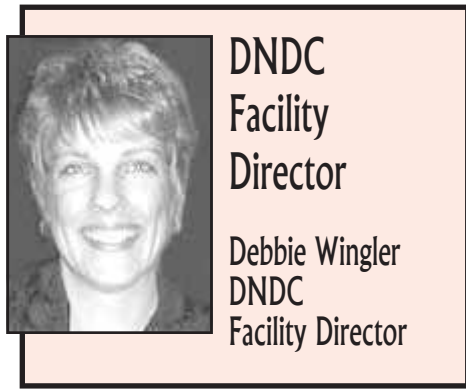 DNDC
Facility
Director
Debbie Wingler
DNDC
Facility Director